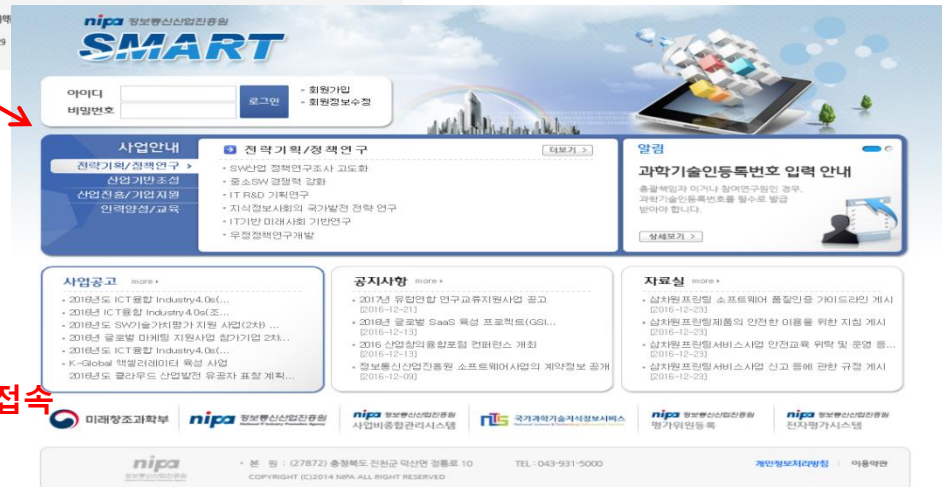 nipa 정보통신산업진흥원
SMART
아이디
비밀번호
로그인
- 회원가입
- 회원정보수정
사업안내
전략기획/정책연구 >
산업기반조성
산업진흥/기업지원
인력양성/교육
전략기획/정책연구
더보기 >
- SW산업 정책연구조사 고도화
- 중소SW 경쟁력 강화
- IT R&D 기획연구
- 지식정보사회의 국가발전 전략 연구
- IT기반 미래사회 기반연구
- 우정정책연구개발
알림
과학기술인등록번호 입력 안내
총괄책임자 이거나 참여연구원인 경우,
과학기술인등록번호를 필수로 발급
받아야 합니다.
상세보기 >
사업공고 more
- 2016년도 ICT융합 Industry4.0s(...
- 2016년 ICT융합 Industry4.0s(조...
- 2016년도 SW기술가치평가 지원 사업(2차) ...
- 2016년 글로벌 마케팅 지원사업 참가기업 2차...
- 2016년도 ICT융합 Industry4.0s(...
- K-Global 액셀러레이터 육성 사업
2016년도 클라우드 산업발전 유공자 표창 계획...
공지사항 more
- 2017년 유럽연합 연구교류지원사업 공고
[2016-12-21]
- 2016년 글로벌 SaaS 육성 프로젝트(GSI...
[2016-12-13]
- 2016 산업창의융합포럼 컨퍼런스 개최
[2016-12-13]
- 정보통신산업진흥원 소프트웨어사업의 계약정보 공개
[2016-12-09]
자료실 more
- 삼차원프린팅 소프트웨어 품질인증 가이드라인 게시
[2016-12-23]
- 삼차원프린팅제품의 안전한 이용을 위한 지침 게시
[2016-12-23]
- 삼차원프린팅서비스사업 안전교육 위탁 및 운영 등...
[2016-12-23]
- 삼차원프린팅서비스사업 신고 등에 관한 규정 게시
[2016-12-23]
접속
미래창조과학부
nipa 정보통신산업진흥원
National IT Industry Promotion Agency
nipa 정보통신산업진흥원
사업비종합관리시스템
NTIS 국가과학기술지식정보서비스
National Science & Technology Information Service
nipa 정보통신산업진흥원
평가위원등록
nipa 정보통신산업진흥원
전자평가시스템
nipa
정보통신산업진흥원
• 본 원 : (27872) 충청북도 진천군 덕산면 정통로 10 TEL : 043-931-5000
COPYRIGHT (C)2014 NIPA ALL RIGHT RESERVED
개인정보처리방침
이용약관